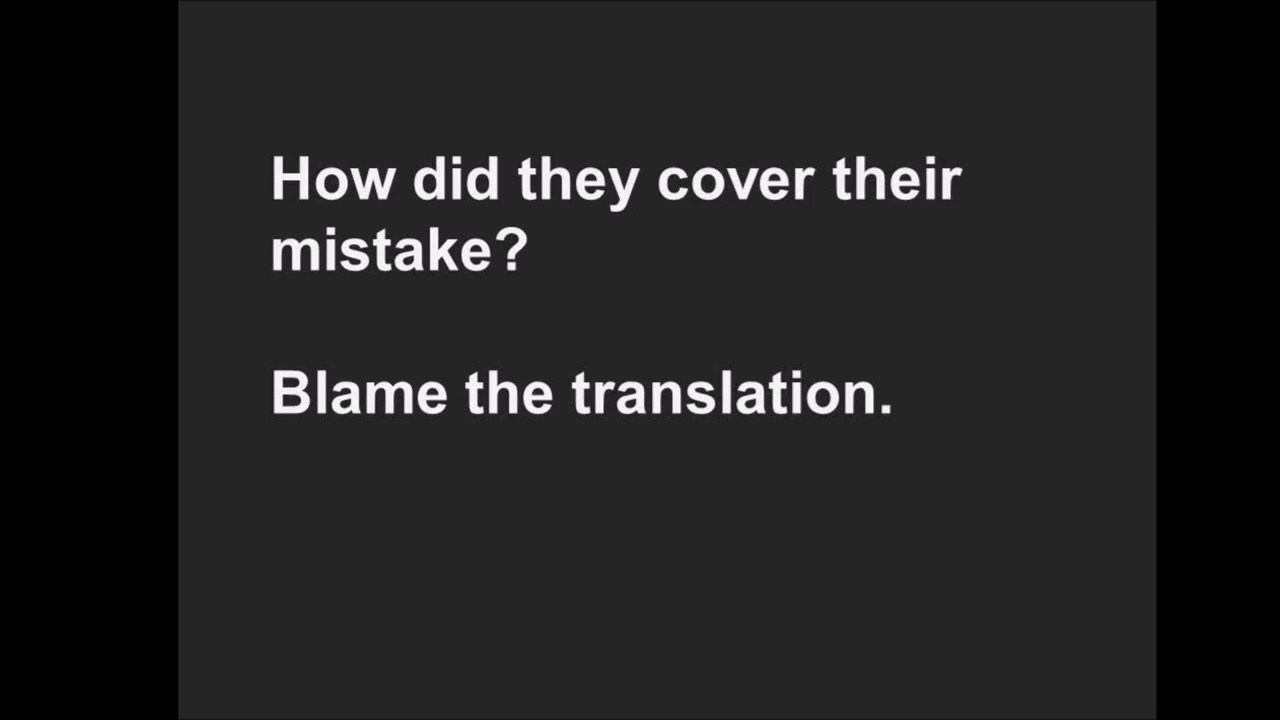 How did they cover their
mistake?
Blame the translation.